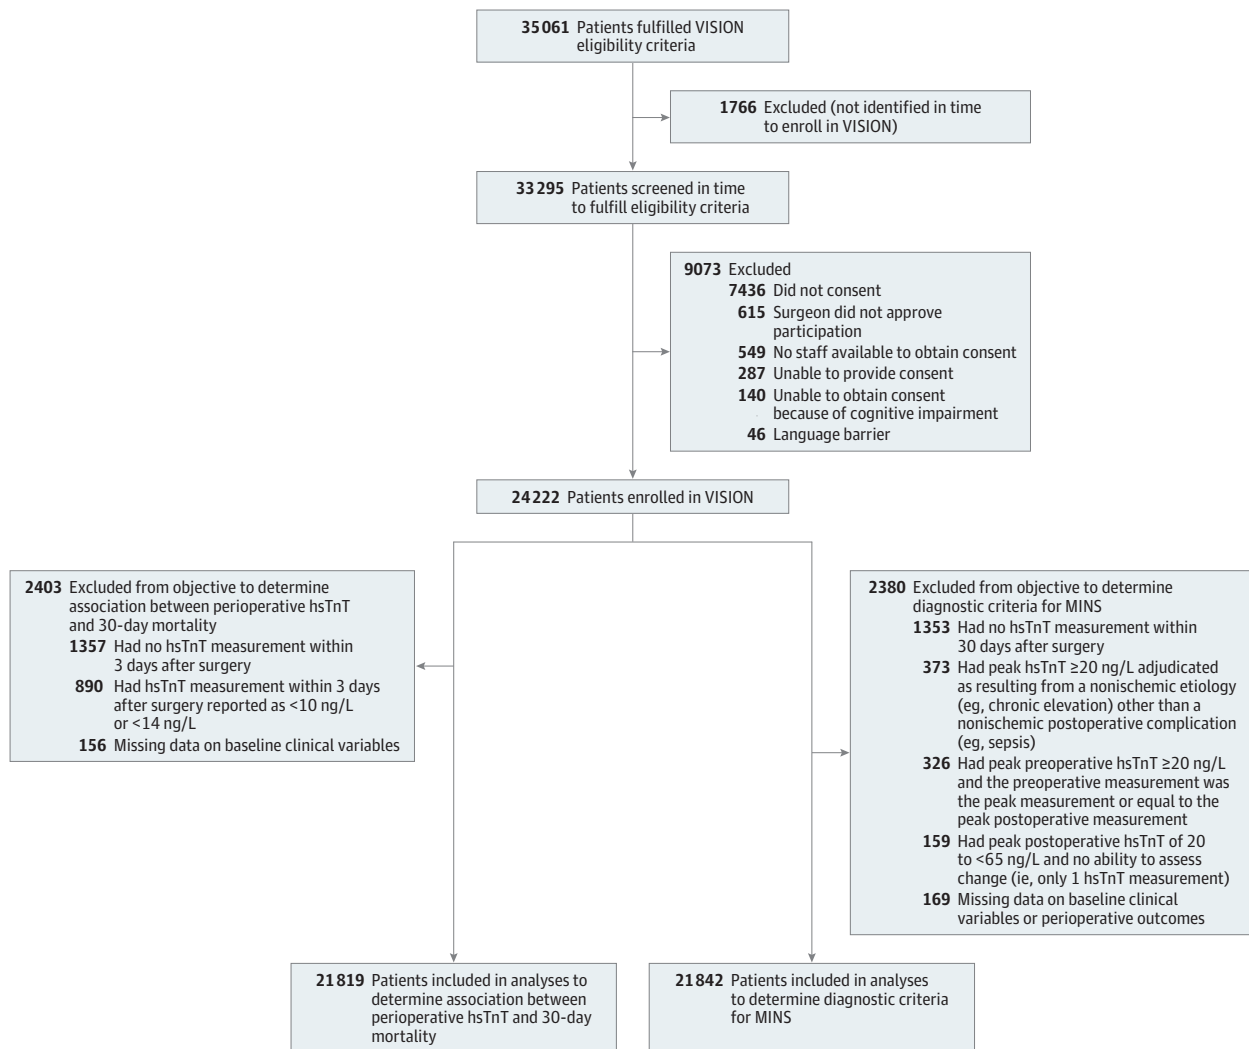 35061 Patients fulfilled VISION
eligibility criteria
1766 Excluded (not identified in time
to enroll in VISION)
33295 Patients screened in time
to fulfill eligibility criteria
9073 Excluded
7436 Did not consent
615 Surgeon did not approve
participation
549 No staff available to obtain consent
287 Unable to provide consent
140 Unable to obtain consent
because of cognitive impairment
46 Language barrier
24222 Patients enrolled in VISION
2403 Excluded from objective to determine
association between perioperative hsTnT
and 30-day mortality
1357 Had no hsTnT measurement within
3 days after surgery
890 Had hsTnT measurement within 3 days
after surgery reported as <10 ng/L
or <14 ng/L
156 Missing data on baseline clinical variables
2380 Excluded from objective to determine
diagnostic criteria for MINS
1353 Had no hsTnT measurement within
30 days after surgery
373 Had peak hsTnT ≥20 ng/L adjudicated
as resulting from a nonischemic etiology
(eg, chronic elevation) other than a
nonischemic postoperative complication
(eg, sepsis)
326 Had peak preoperative hsTnT ≥20 ng/L
and the preoperative measurement was
the peak measurement or equal to the
peak postoperative measurement
159 Had peak postoperative hsTnT of 20
to <65 ng/L and no ability to assess
change (ie, only 1 hsTnT measurement)
169 Missing data on baseline clinical
variables or perioperative outcomes
21819 Patients included in analyses to
determine association between
perioperative hsTnT and 30-day
mortality
21842 Patients included in analyses
to determine diagnostic criteria
for MINS